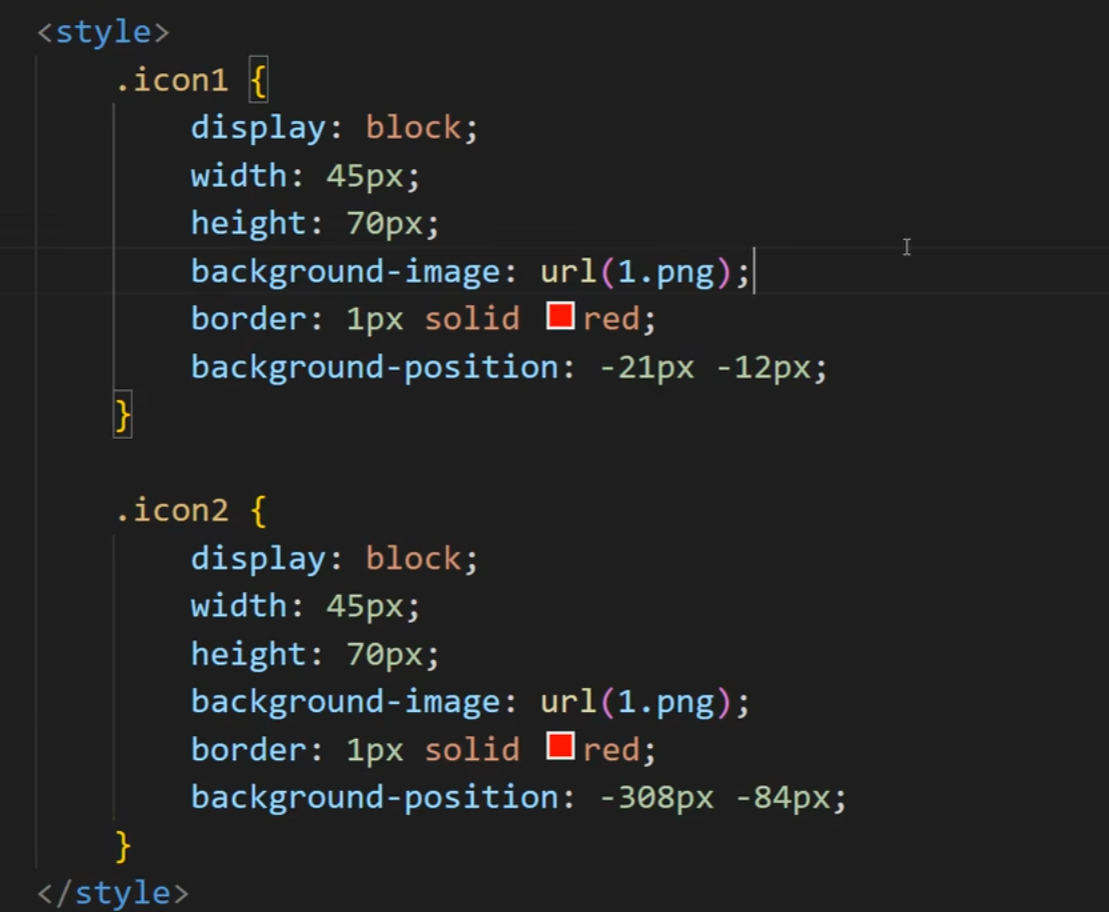 <style>
.icon1 {
display: block;
width: 45px;
height: 70px;
background-image: url(1.png);
border: 1px solid red;
background-position: -21px -12px;
}
.icon2 {
display: block;
width: 45px;
height: 70px;
background-image: url(1.png);
border: 1px solid red;
background-position: -308px -84px;
}
</style>